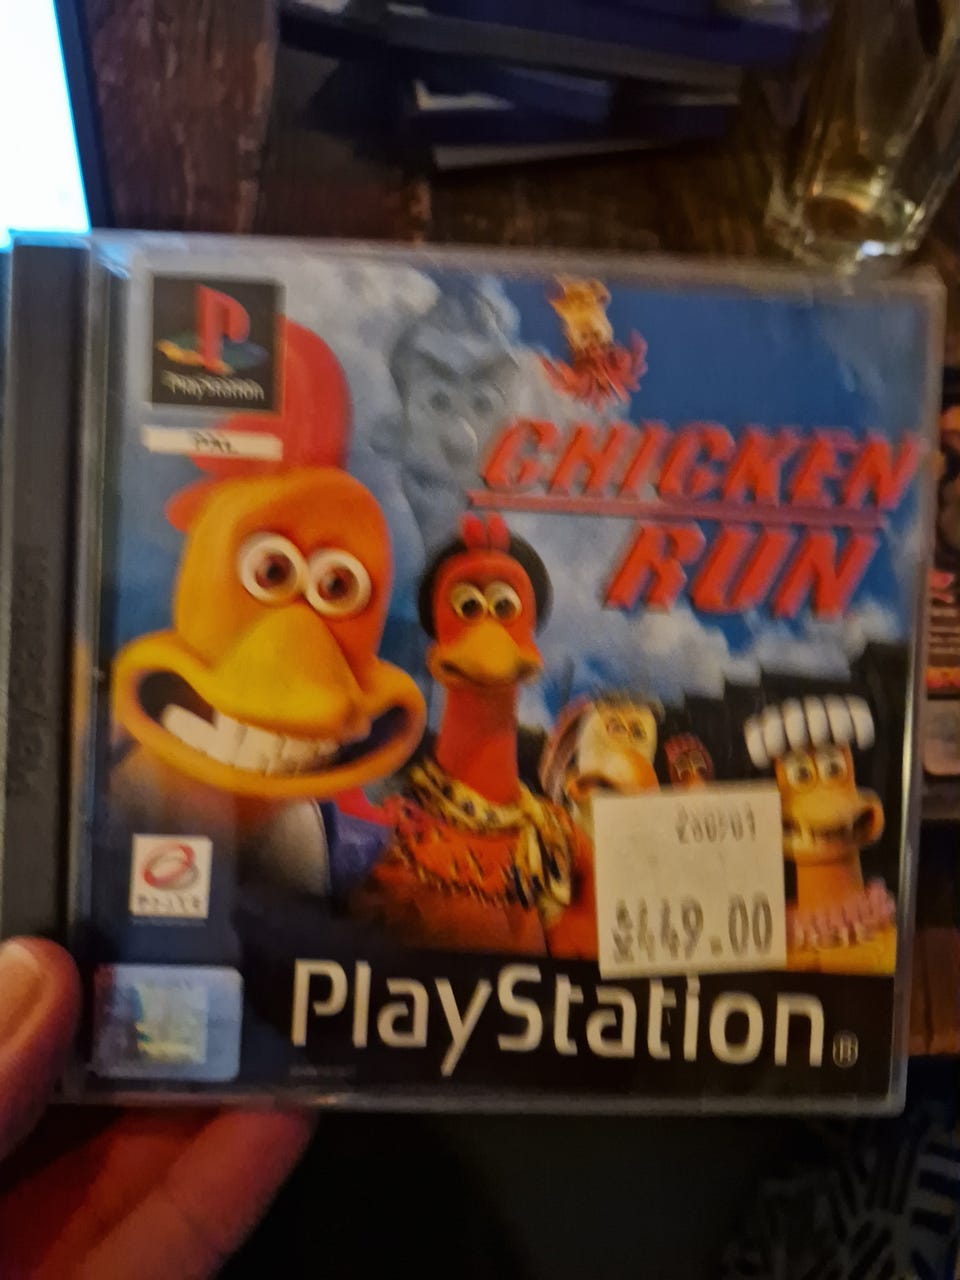 PlayStation
PAL
CHICKEN
RUN
449.00
PlayStation